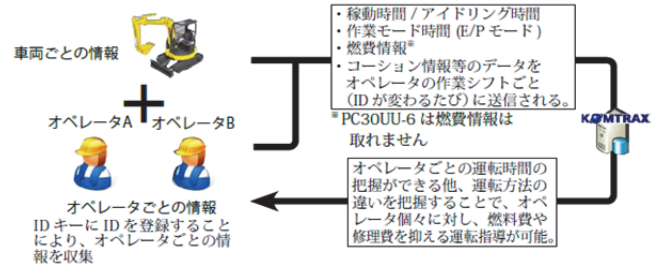 車両ごとの情報
オペレータA オペレータB
オペレータごとの情報
IDキーにIDを登録すること
により、オペレータごとの情
報を収集
・稼動時間 / アイドリング時間
・作業モード時間 (E/P モード)
・燃費情報※
・コーション情報等のデータを
オペレータの作業シフトごと
(IDが変わるたび)に送信される。
※PC30UU-6は燃費情報は
取れません
KOMTRAX
オペレータごとの運転時間の
把握ができる他、運転方法の
違いを把握することで、オペ
レータ個々に対し、燃料費や
修理費を抑える運転指導が可能。